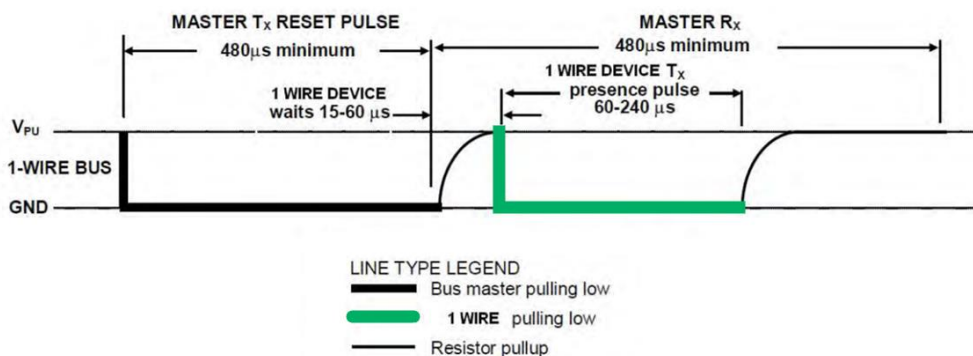 MASTER TX RESET PULSE
480μs minimum
MASTER RX
480μs minimum
1 WIRE DEVICE
waits 15-60 μs
1 WIRE DEVICE TX
presence pulse
60-240 μs
VPU
1-WIRE BUS
GND
LINE TYPE LEGEND
Bus master pulling low
1 WIRE pulling low
Resistor pullup